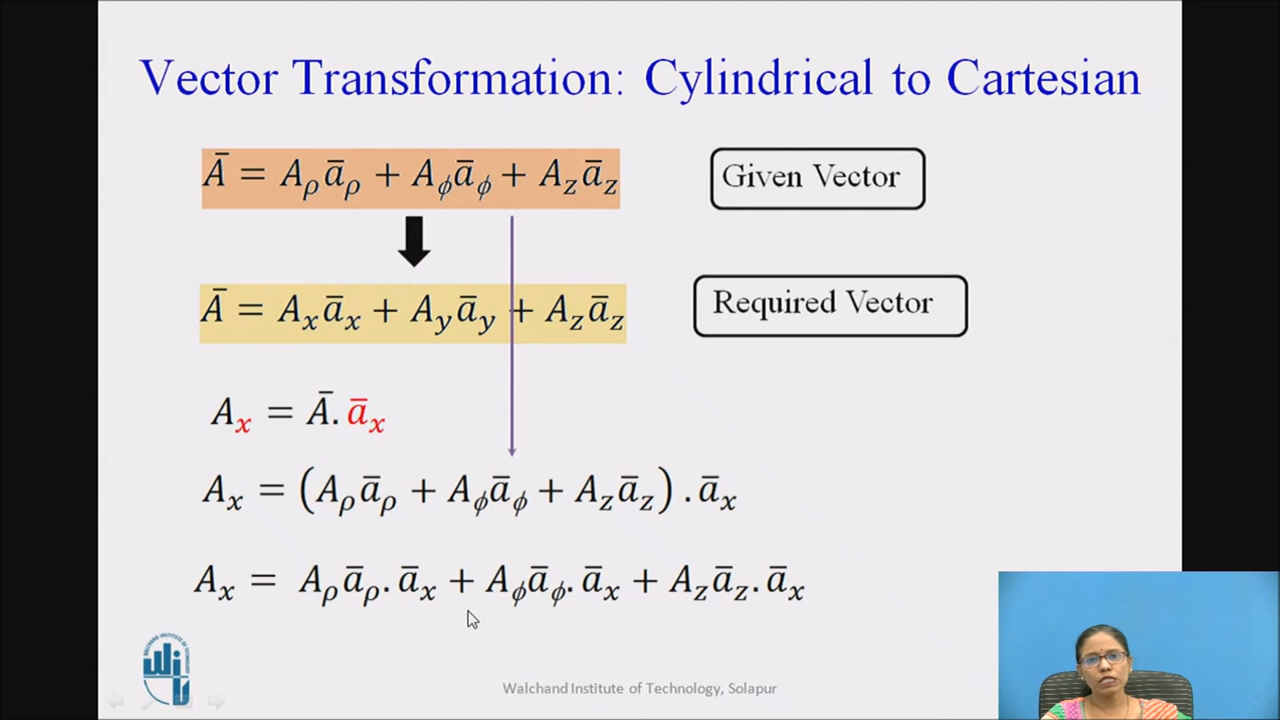 Vector Transformation: Cylindrical to Cartesian
Ā = A_ρ ā_ρ + A_ϕ ā_ϕ + A_z ā_z
Given Vector
Ā = A_x ā_x + A_y ā_y + A_z ā_z
Required Vector
A_x = Ā. ā_x
A_x = (A_ρ ā_ρ + A_ϕ ā_ϕ + A_z ā_z) . ā_x
A_x = A_ρ ā_ρ. ā_x + A_ϕ ā_ϕ. ā_x + A_z ā_z. ā_x
Walchand Institute of Technology, Solapur